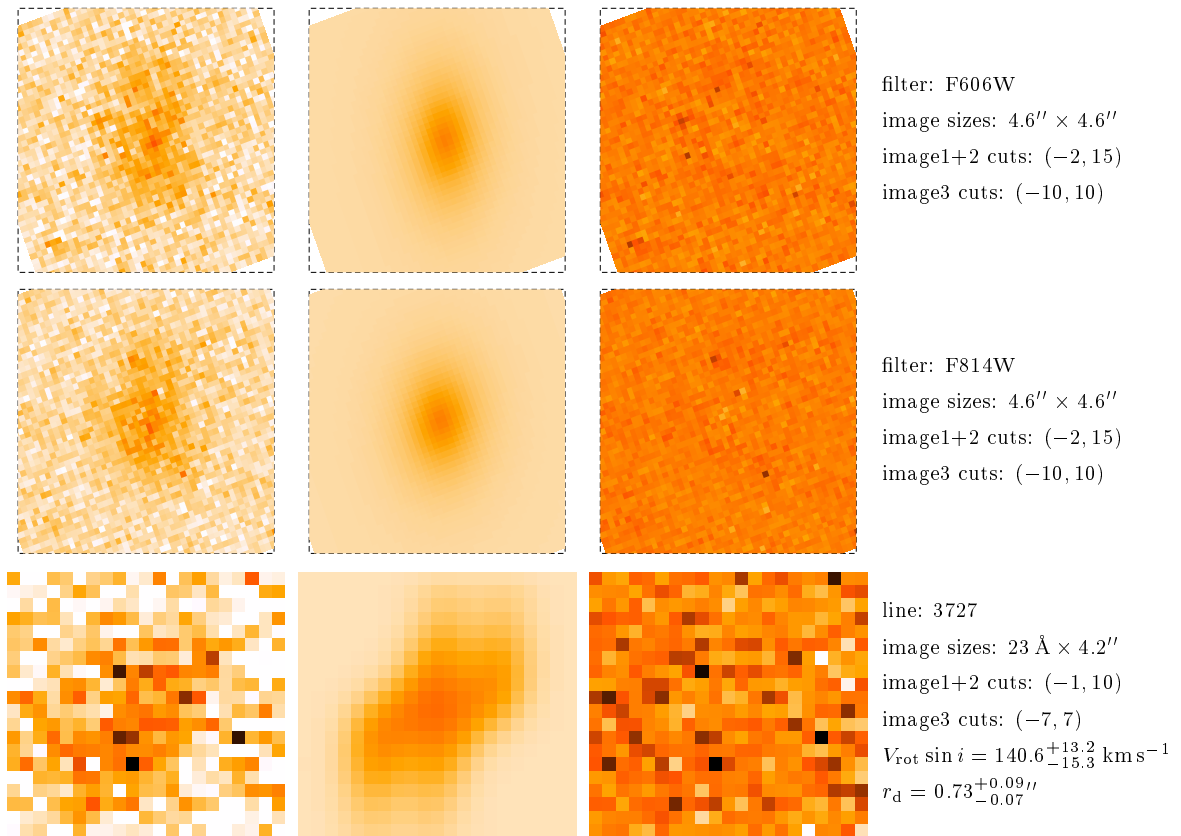 filter: F606W
image sizes: 4.6′′ × 4.6′′
image1+2 cuts: (−2, 15)
image3 cuts: (−10, 10)
filter: F814W
image sizes: 4.6′′ × 4.6′′
image1+2 cuts: (−2, 15)
image3 cuts: (−10, 10)
line: 3727
image sizes: 23 Å × 4.2′′
image1+2 cuts: (−1, 10)
image3 cuts: (−7, 7)
V_rot sin i = 140.6^{+13.2}_{−15.3} km s^{−1}
r_d = 0.73^{+0.09}_{−0.07}′′